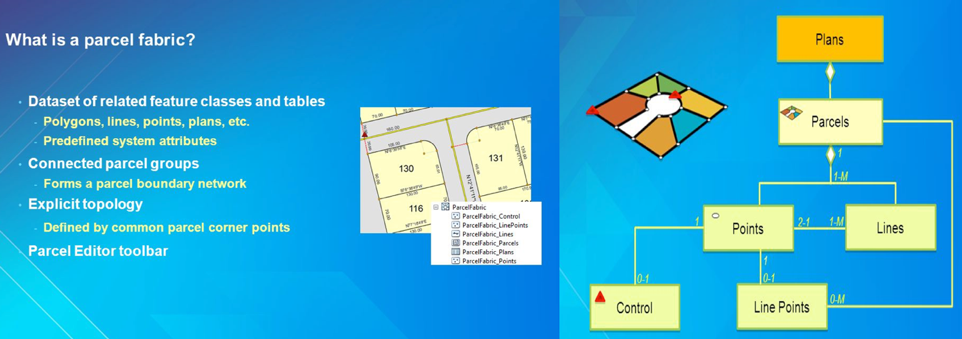 What is a parcel fabric?
Dataset of related feature classes and tables
Polygons, lines, points, plans, etc.
Predefined system attributes
Connected parcel groups
Forms a parcel boundary network
Explicit topology
Defined by common parcel corner points
Parcel Editor toolbar
130
131
116
ParcelFabric
ParcelFabric_Control
ParcelFabric_LinePoints
ParcelFabric_Lines
ParcelFabric_Parcels
ParcelFabric_Plans
ParcelFabric_Points
Plans
Parcels
1
1-M
1
Points
2-1
1-M
Lines
1
0-1
0-1
Control
Line Points
0-M